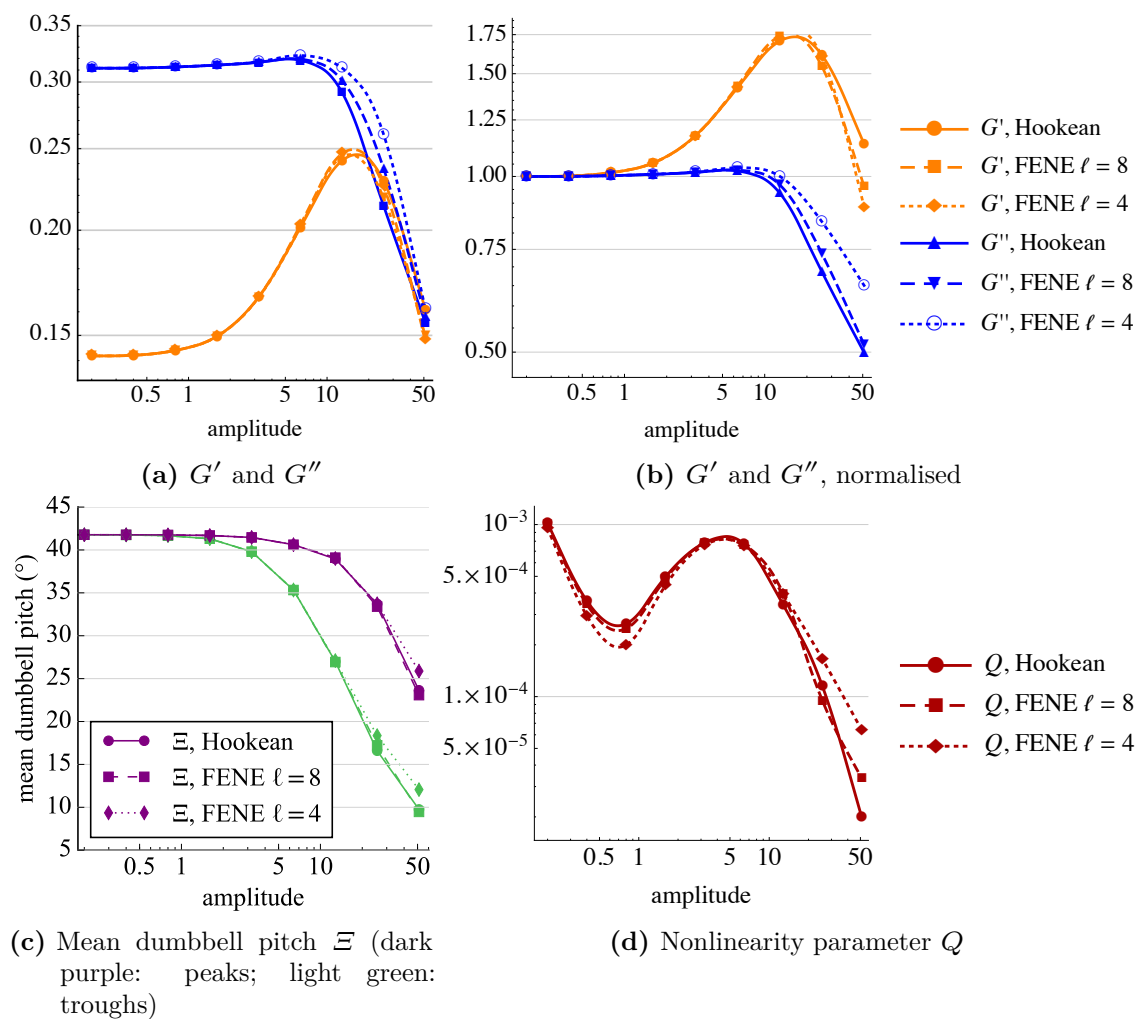 0.35
0.30
0.25
0.20
0.15
0.5 1 5 10 50
amplitude
(a) G′ and G″
1.75
1.50
1.25
1.00
0.75
0.50
0.5 1 5 10 50
amplitude
(b) G′ and G″, normalised
G', Hookean
G', FENE ℓ = 8
G', FENE ℓ = 4
G'', Hookean
G'', FENE ℓ = 8
G'', FENE ℓ = 4
mean dumbbell pitch (°)
45
40
35
30
25
20
15
10
5
Ξ, Hookean
Ξ, FENE ℓ = 8
Ξ, FENE ℓ = 4
0.5 1 5 10 50
amplitude
(c) Mean dumbbell pitch Ξ (dark
purple: peaks; light green:
troughs)
10⁻³
5.×10⁻⁴
1.×10⁻⁴
5.×10⁻⁵
0.5 1 5 10 50
amplitude
(d) Nonlinearity parameter Q
Q, Hookean
Q, FENE ℓ = 8
Q, FENE ℓ = 4